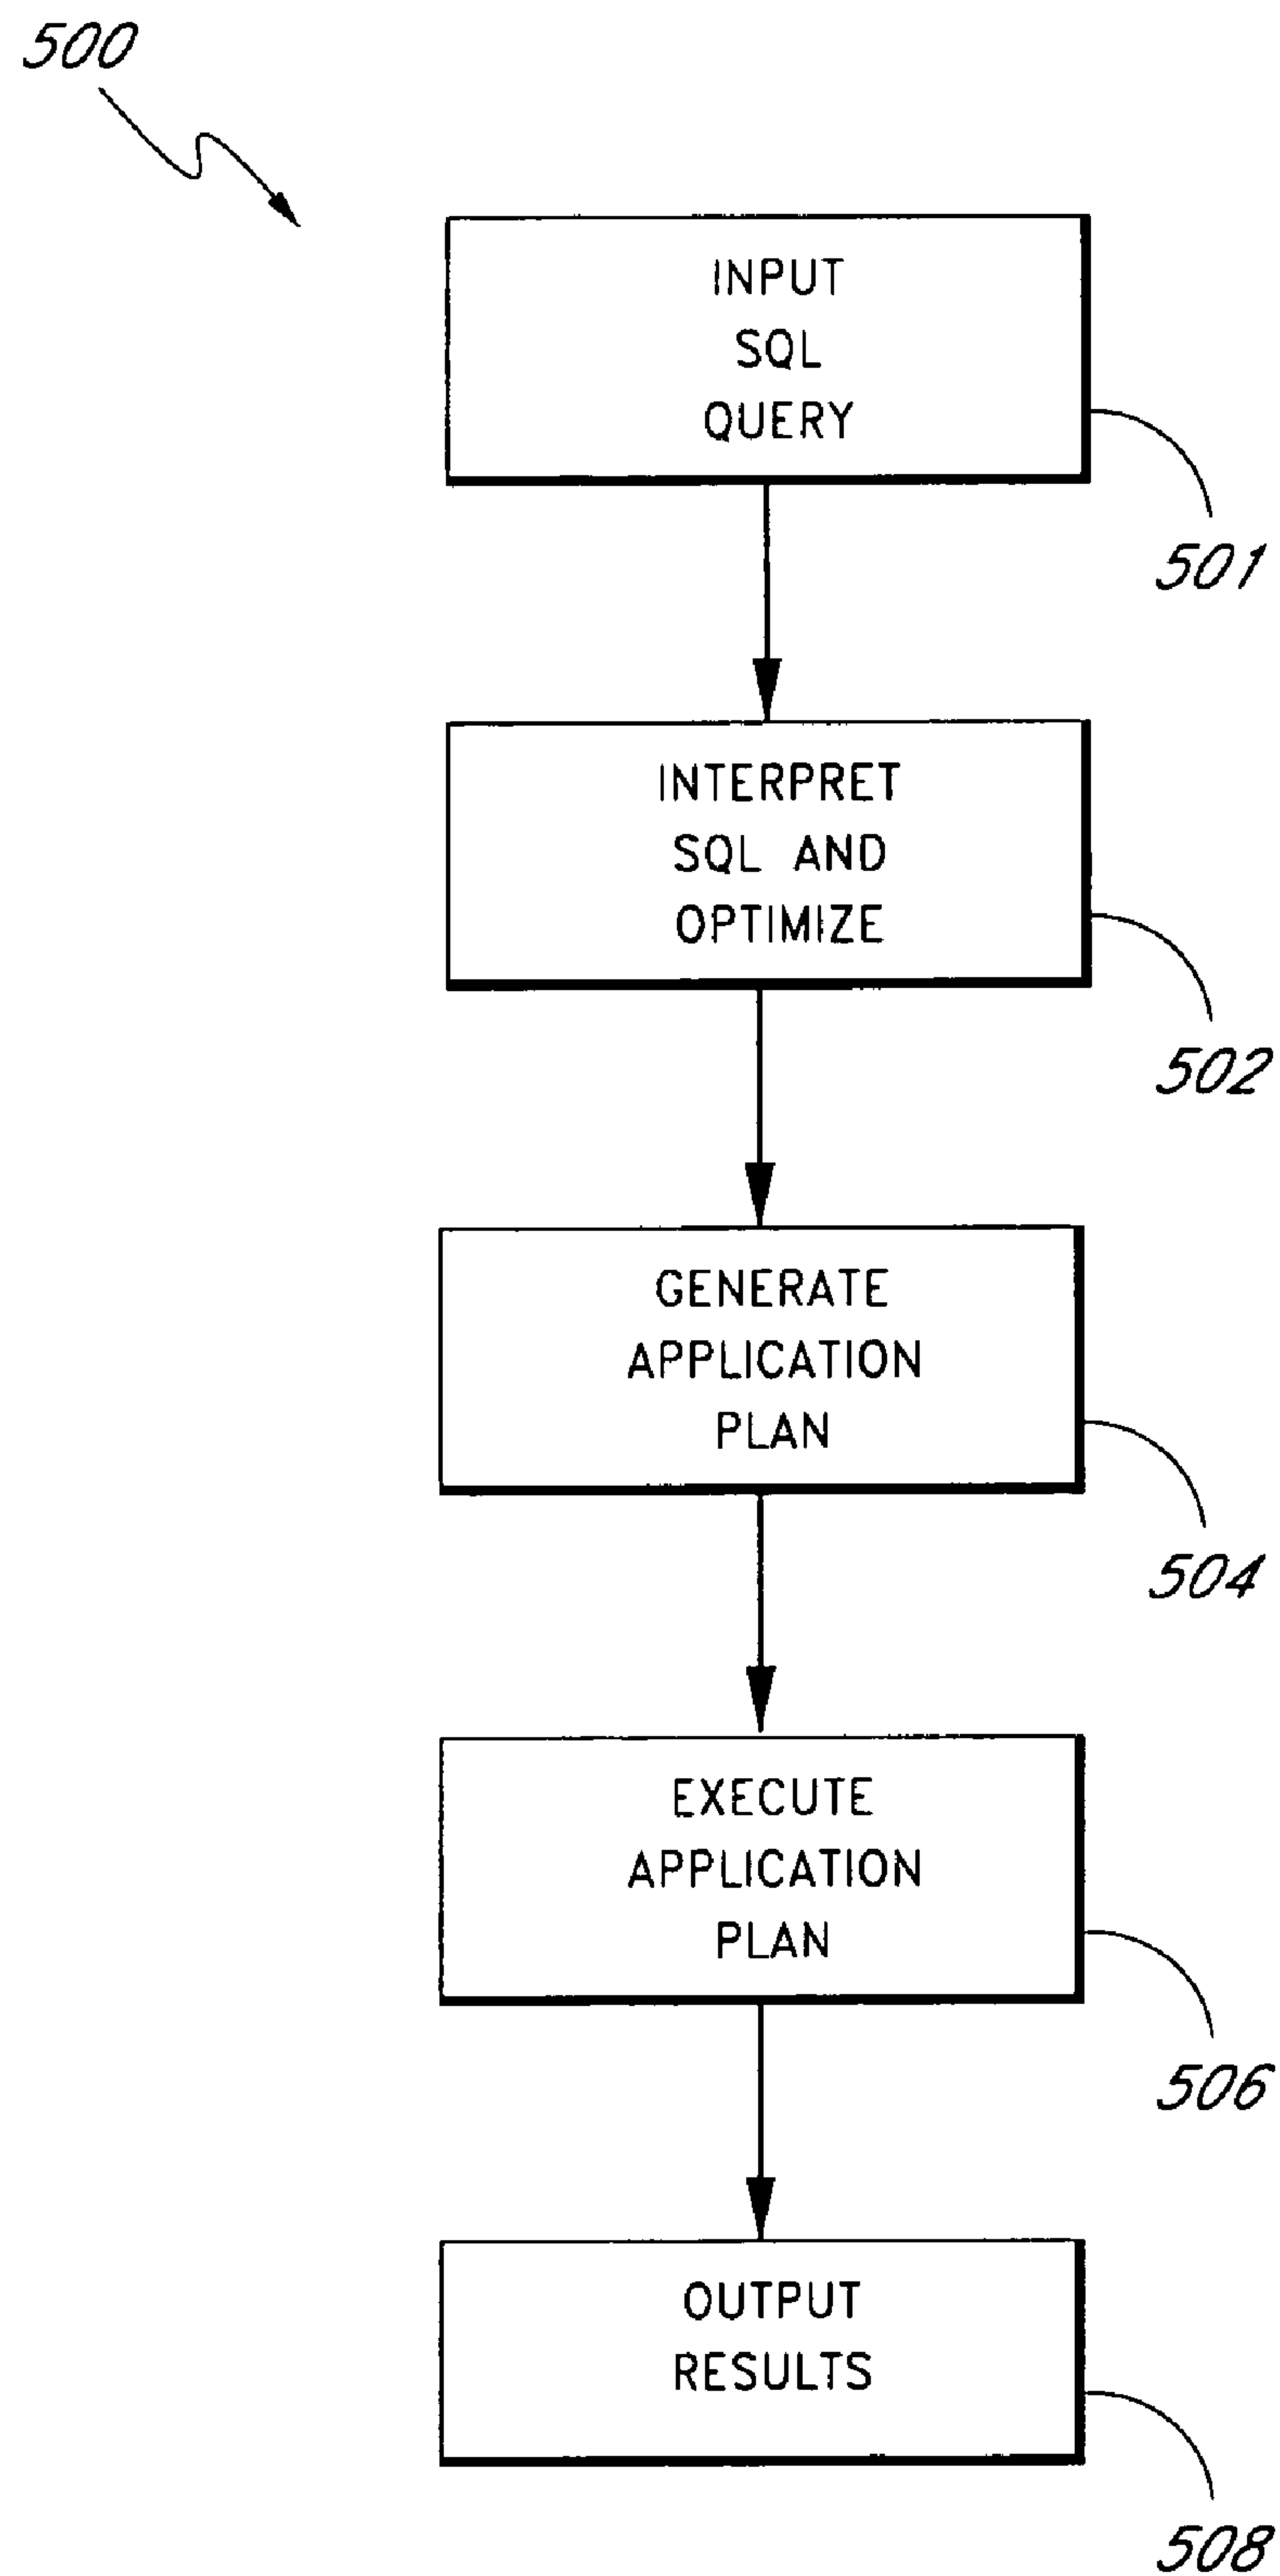 500
INPUT
SQL
QUERY
501
INTERPRET
SQL AND
OPTIMIZE
502
GENERATE
APPLICATION
PLAN
504
EXECUTE
APPLICATION
PLAN
506
OUTPUT
RESULTS
508